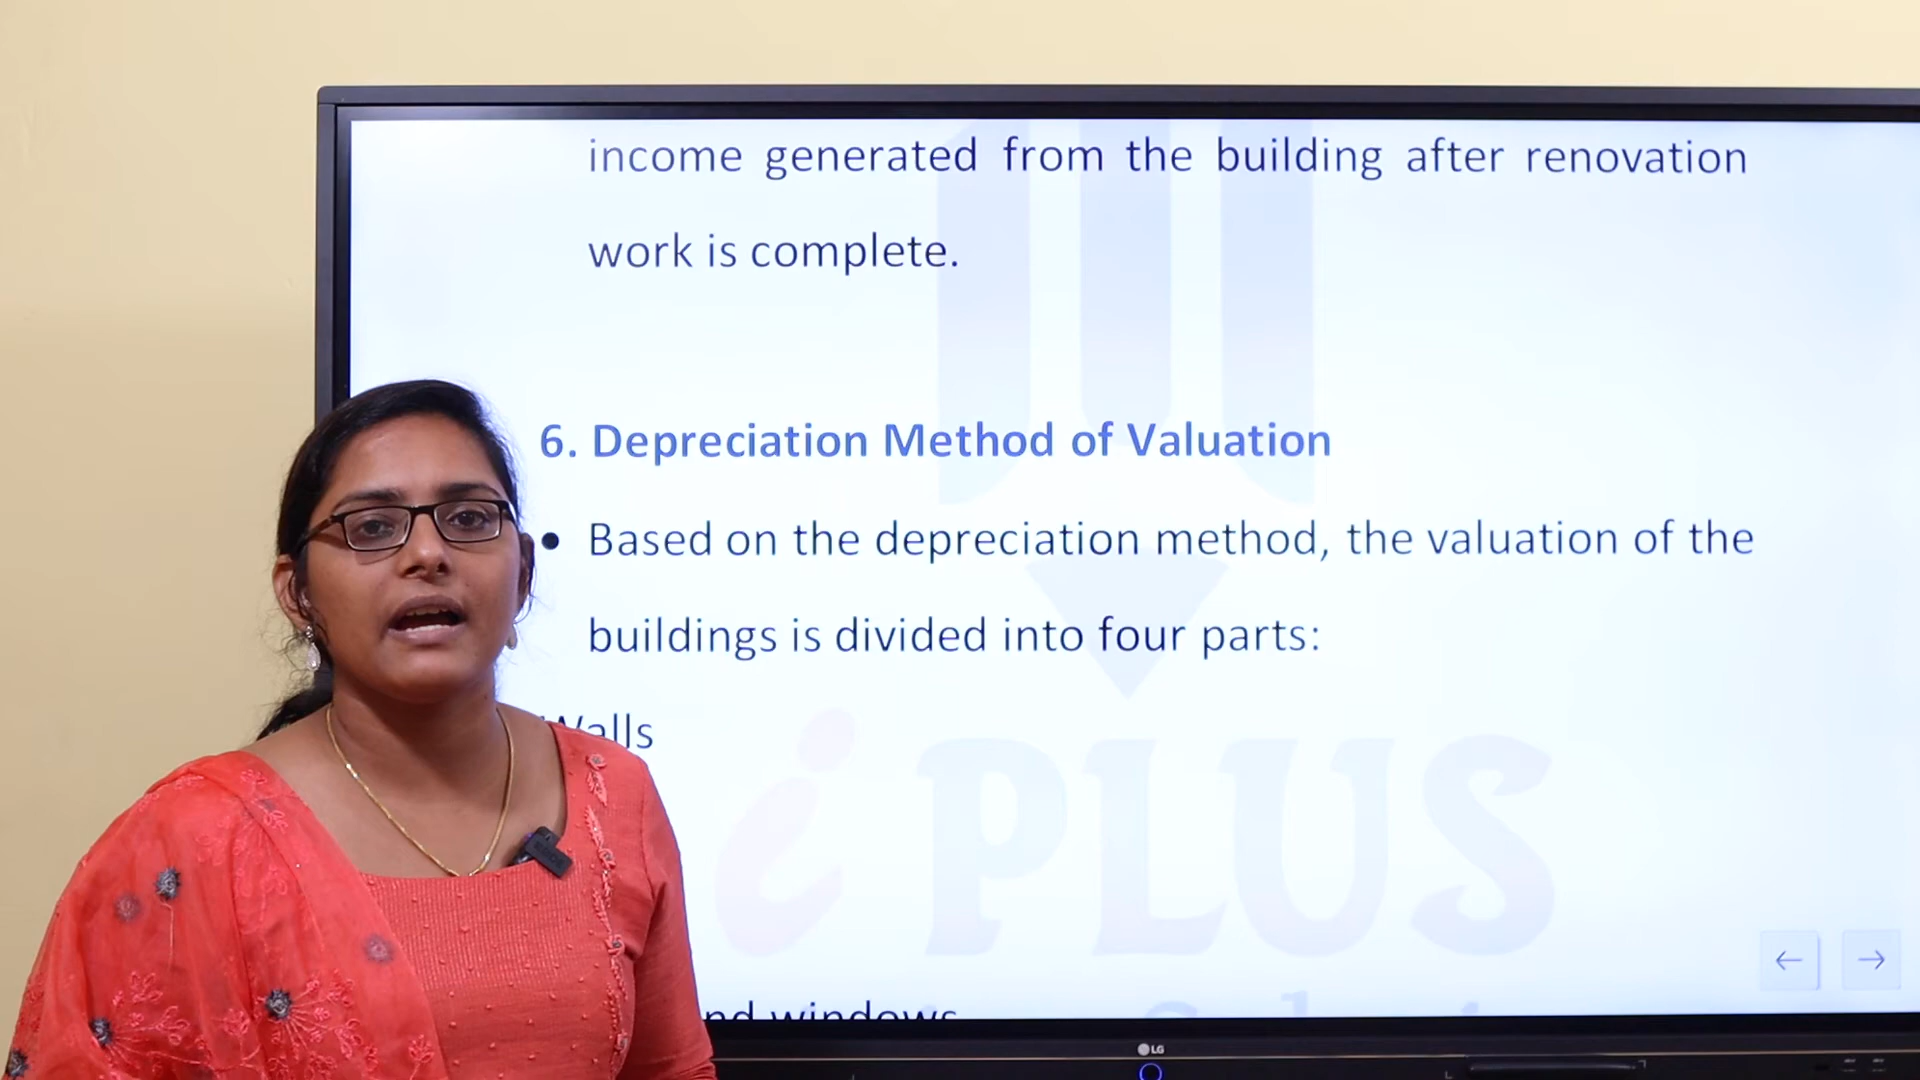 income generated from the building after renovation
work is complete.
6. Depreciation Method of Valuation
• Based on the depreciation method, the valuation of the
buildings is divided into four parts:
Walls
windows
i PLUS
LG